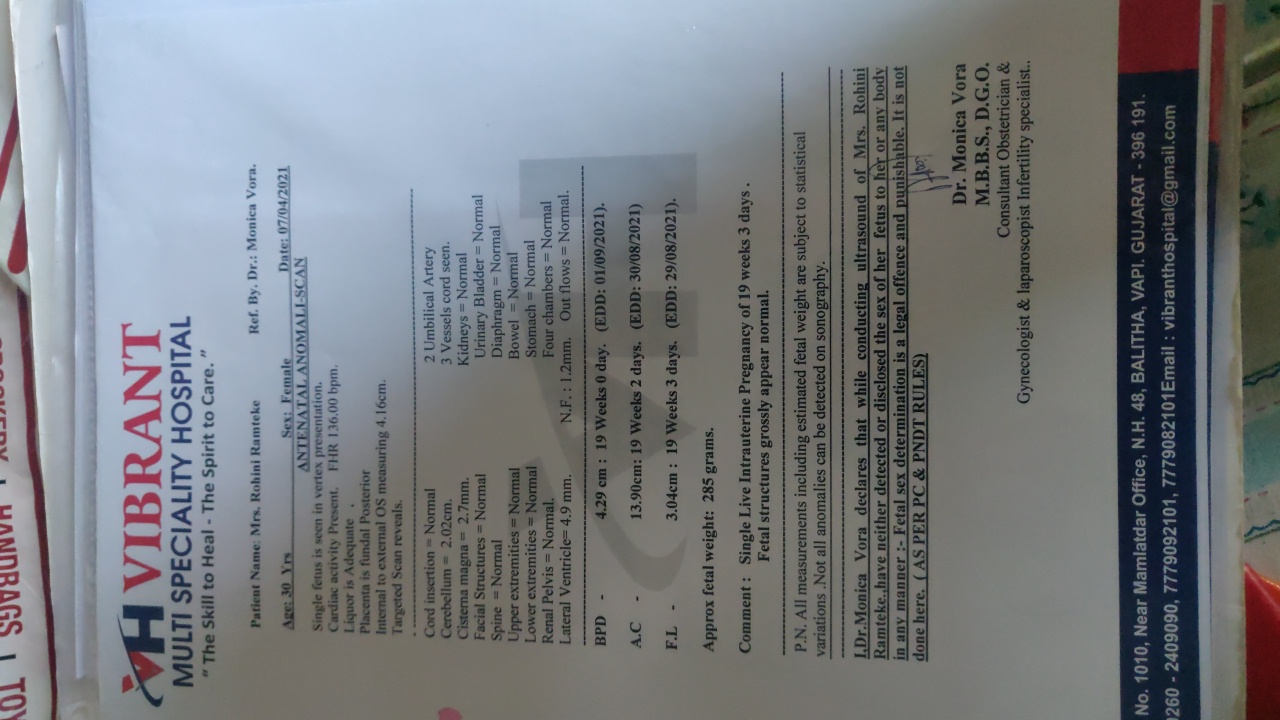 TOY | HANDBAGS | CROCKERY
VH VIBRANT
MULTI SPECIALITY HOSPITAL
“ The Skill to Heal - The Spirit to Care. ”
Patient Name: Mrs. Rohini Ramteke Ref. By. Dr.: Monica Vora.
Age: 30 Yrs Sex: Female Date: 07/04/2021
ANTENATAL ANOMALI-SCAN
Single fetus is seen in vertex presentation.
Cardiac activity Present. FHR 136.00 bpm.
Liquor is Adequate .
Placenta is fundal Posterior
Internal to external OS measuring 4.16cm.
Targeted Scan reveals.
Cord insertion = Normal 2 Umbilical Artery
Cerebellum = 2.02cm. 3 Vessels cord seen.
Cisterna magna = 2.7mm. Kidneys = Normal
Facial Structures = Normal Urinary Bladder = Normal
Spine = Normal Diaphragm = Normal
Upper extremities = Normal Bowel = Normal
Lower extremities = Normal Stomach = Normal
Renal Pelvis = Normal. Four chambers = Normal
Lateral Ventricle= 4.9 mm. N.F. : 1.2mm. Out flows = Normal.
BPD - 4.29 cm : 19 Weeks 0 day. (EDD: 01/09/2021).
A.C - 13.90cm: 19 Weeks 2 days. (EDD: 30/08/2021)
F.L - 3.04cm : 19 Weeks 3 days. (EDD: 29/08/2021).
Approx fetal weight: 285 grams.
Comment : Single Live Intrauterine Pregnancy of 19 weeks 3 days .
Fetal structures grossly appear normal.
P.N. All measurements including estimated fetal weight are subject to statistical
variations .Not all anomalies can be detected on sonography.
I,Dr.Monica Vora declares that while conducting ultrasound of Mrs. Rohini
Ramteke.,have neither detected or disclosed the sex of her fetus to her or any body
in any manner :- Fetal sex determination is a legal offence and punishable. It is not
done here. ( AS PER PC & PNDT RULES)
Dr. Monica Vora
M.B.B.S., D.G.O.
Consultant Obstetrician &
Gynecologist & laparoscopist Infertility specialist..
No. 1010, Near Mamlatdar Office, N.H. 48, BALITHA, VAPI. GUJARAT - 396 191.
0260 - 2409090, 7779092101, 7779082101Email : vibranthospital@gmail.com